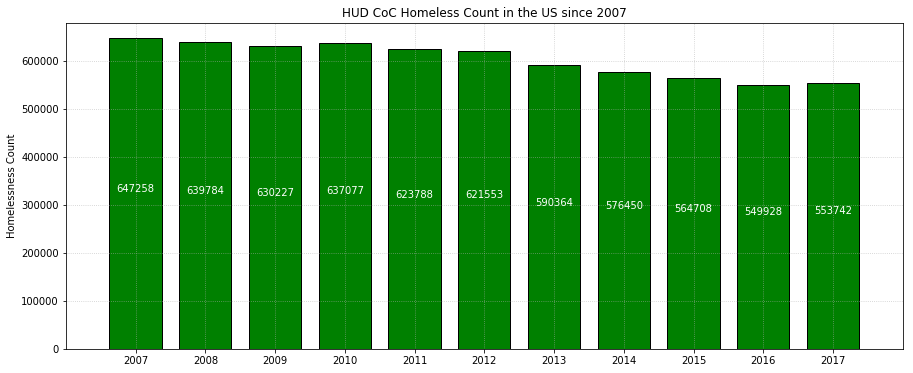 HUD CoC Homeless Count in the US since 2007
Homelessness Count
600000
500000
400000
300000
200000
100000
0
647258 639784 630227 637077 623788 621553 590364 576450 564708 549928 553742
2007 2008 2009 2010 2011 2012 2013 2014 2015 2016 2017